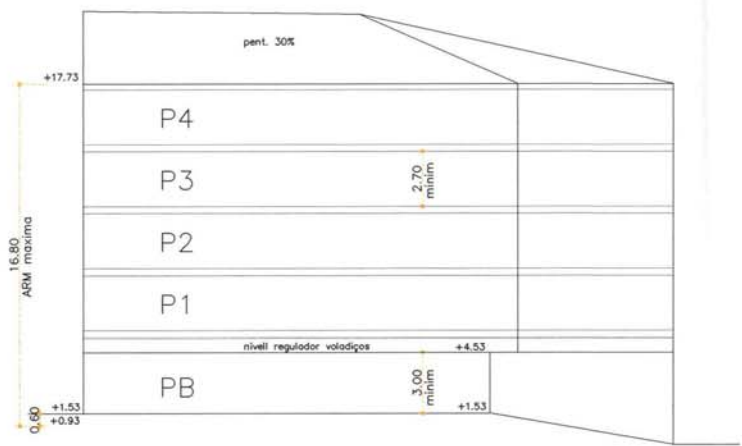 pent. 30%
+17.73
P4
P3
2.70
minim
P2
16.80
ARM maxima
P1
nivell regulador voladiços
+4.53
PB
3.00
minim
+1.53
+1.53
0.60
+0.93